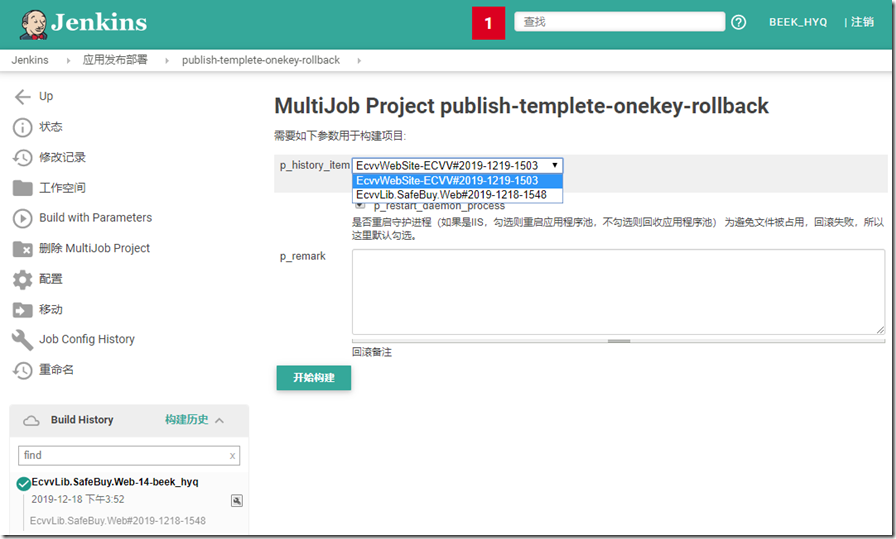 Jenkins
1
查找
BEEK_HYQ | 注销
Jenkins 应用发布部署 publish-templete-onekey-rollback
Up
状态
修改记录
工作空间
Build with Parameters
删除 MultiJob Project
配置
移动
Job Config History
重命名
Build History 构建历史
find x
EcvvLib.SafeBuy.Web-14-beek_hyq
2019-12-18 下午3:52
EcvvLib.SafeBuy.Web#2019-1218-1548
MultiJob Project publish-templete-onekey-rollback
需要如下参数用于构建项目:
p_history_item EcvvWebSite-ECVV#2019-1219-1503
EcvvWebSite-ECVV#2019-1219-1503
EcvvLib.SafeBuy.Web#2019-1218-1548
p_restart_daemon_process
是否重启守护进程（如果是IIS，勾选则重启应用程序池，不勾选则回收应用程序池） 为避免文件被占用，回滚失败，所以
这里默认勾选。
p_remark
回滚备注
开始构建